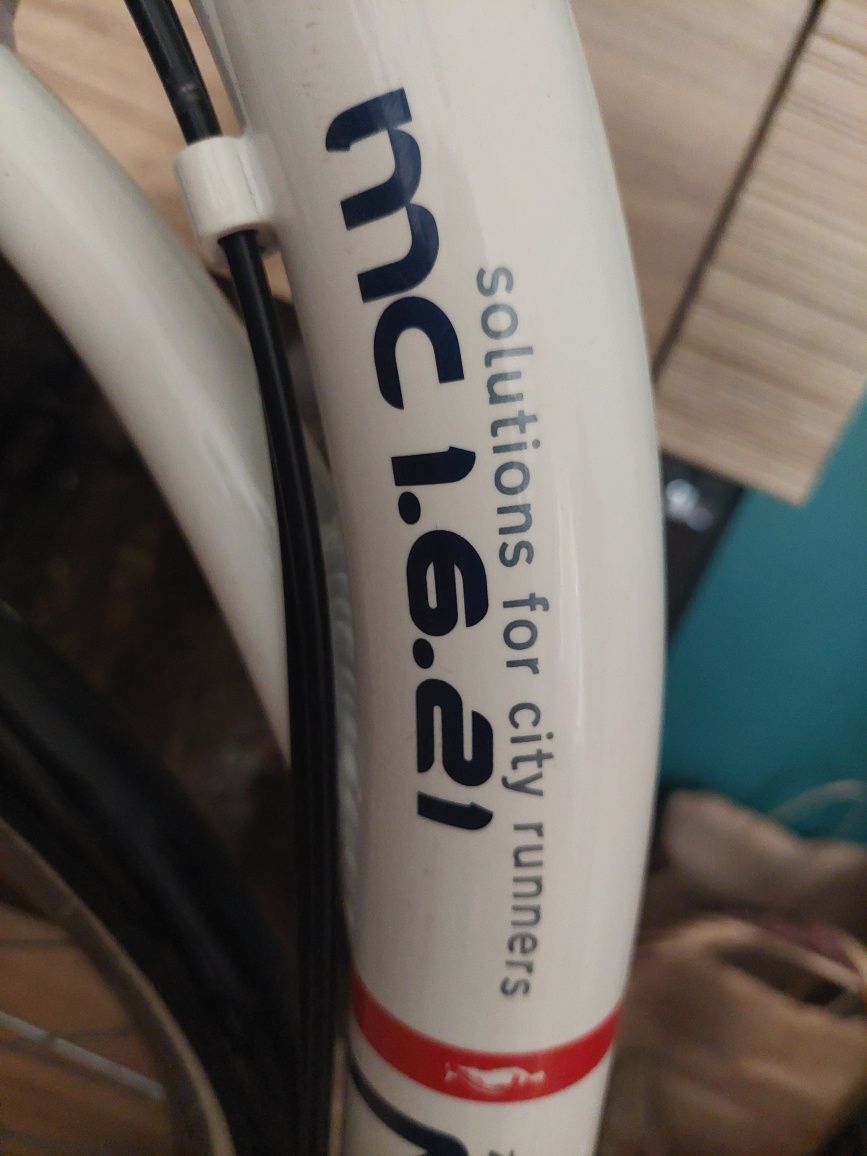 mc 1.6.21
solutions for city runners